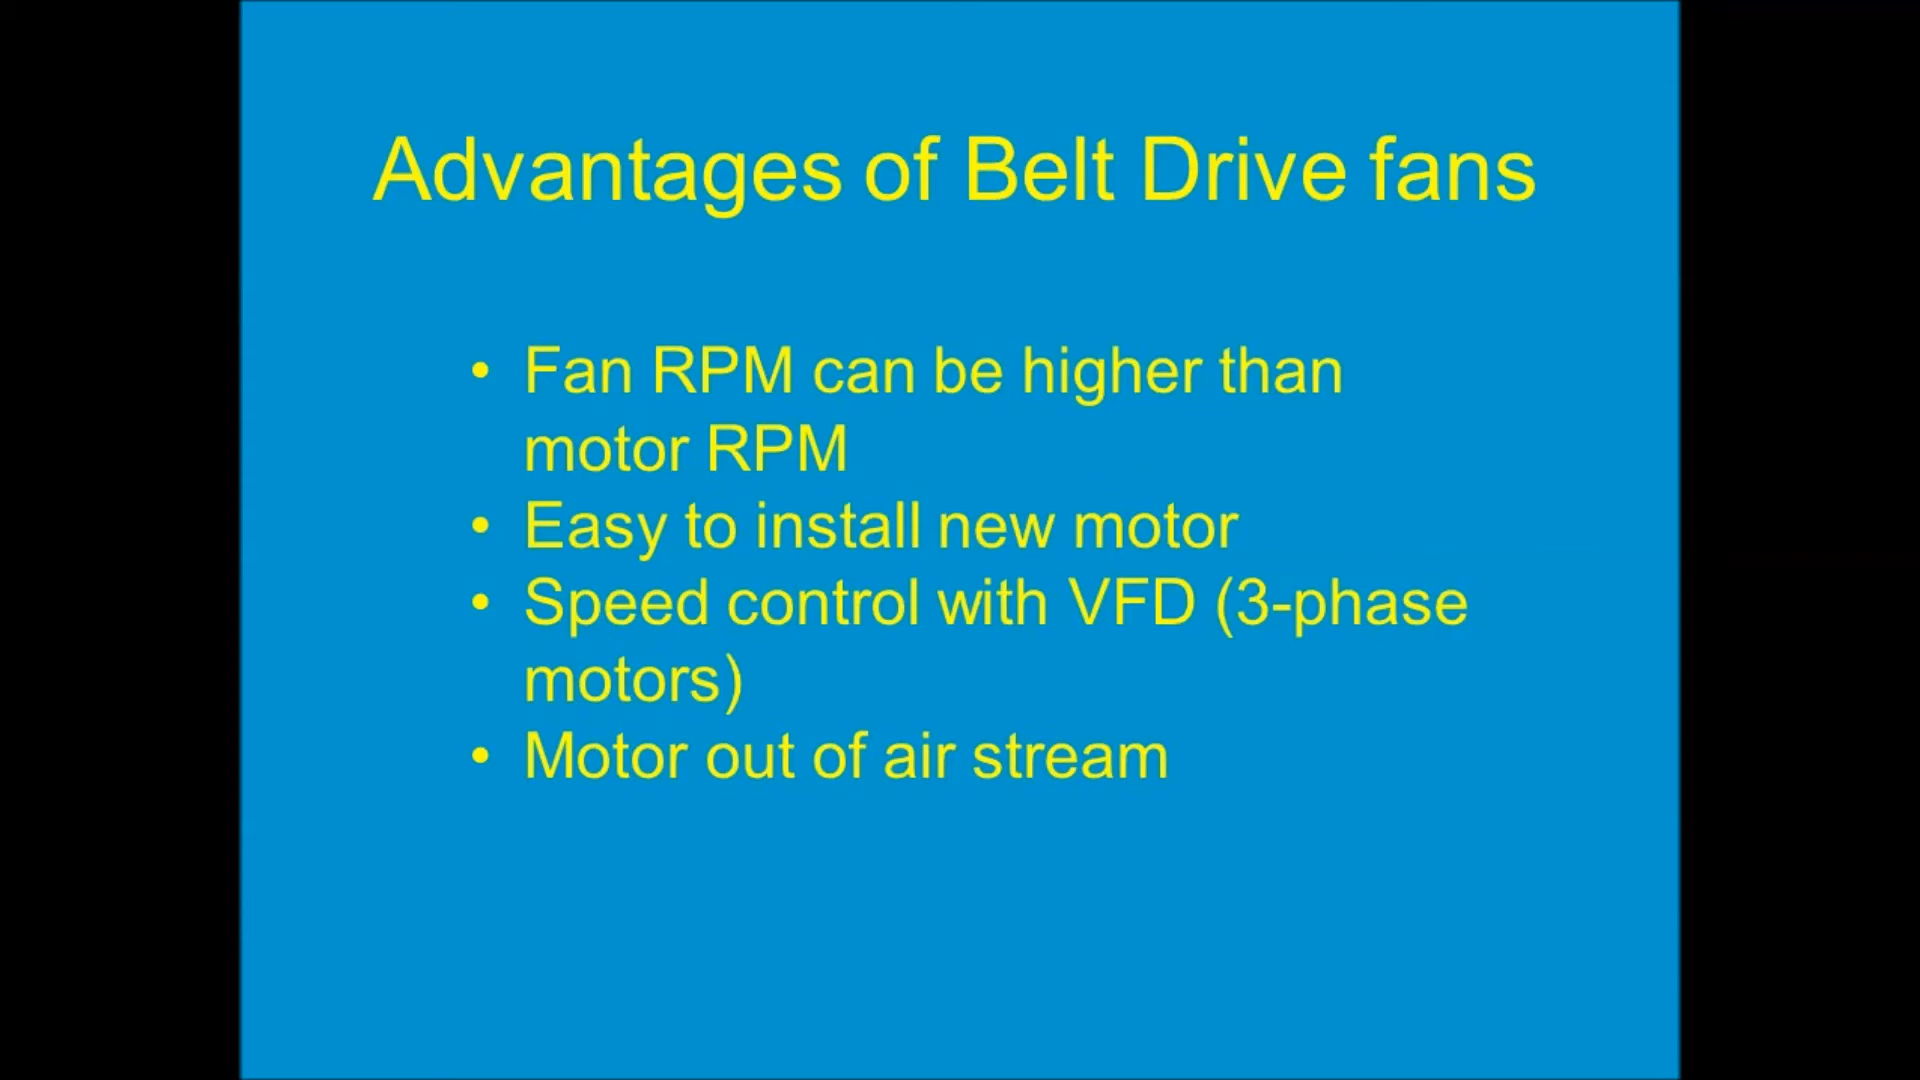 Advantages of Belt Drive fans
• Fan RPM can be higher than
motor RPM
• Easy to install new motor
• Speed control with VFD (3-phase
motors)
• Motor out of air stream